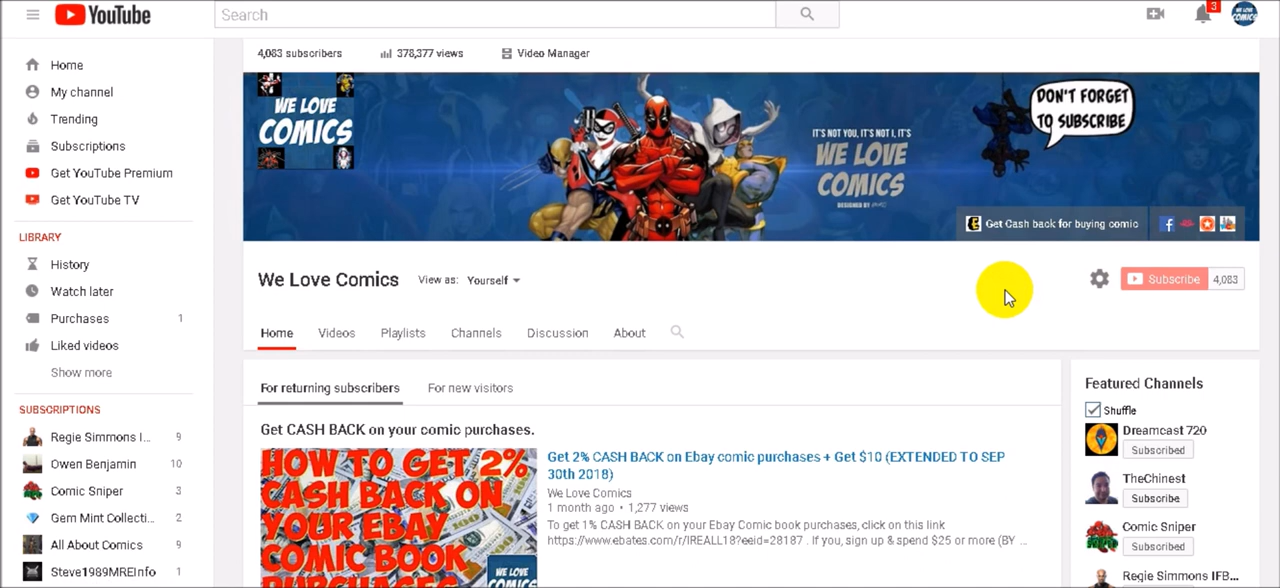 YouTube
Search
3
4,083 subscribers
378,377 views
Video Manager
Home
My channel
Trending
Subscriptions
Get YouTube Premium
Get YouTube TV
LIBRARY
History
Watch later
Purchases 1
Liked videos
Show more
SUBSCRIPTIONS
Regie Simmons I... 9
Owen Benjamin 10
Comic Sniper 3
Gem Mint Collecti... 2
All About Comics 9
Steve1989MREInfo 1
WE LOVE
COMICS
IT'S NOT YOU, IT'S NOT I, IT'S
WE LOVE
COMICS
DESIGNED BY
DON'T FORGET
TO SUBSCRIBE
Get Cash back for buying comic
We Love Comics
View as: Yourself
Subscribe 4,083
Home Videos Playlists Channels Discussion About
For returning subscribers For new visitors
Get CASH BACK on your comic purchases.
HOW TO GET 2%
CASH BACK ON
YOUR EBAY
COMIC BOOK
PURCHASES
WE LOVE
COMICS
Get 2% CASH BACK on Ebay comic purchases + Get $10 (EXTENDED TO SEP
30th 2018)
We Love Comics
1 month ago • 1,277 views
To get 1% CASH BACK on your Ebay Comic book purchases, click on this link
https://www.ebates.com/r/IREALL18?eeid=28187 . If you, sign up & spend $25 or more (BY ...
Featured Channels
Shuffle
Dreamcast 720
Subscribed
TheChinest
Subscribe
Comic Sniper
Subscribed
Regie Simmons IFB...